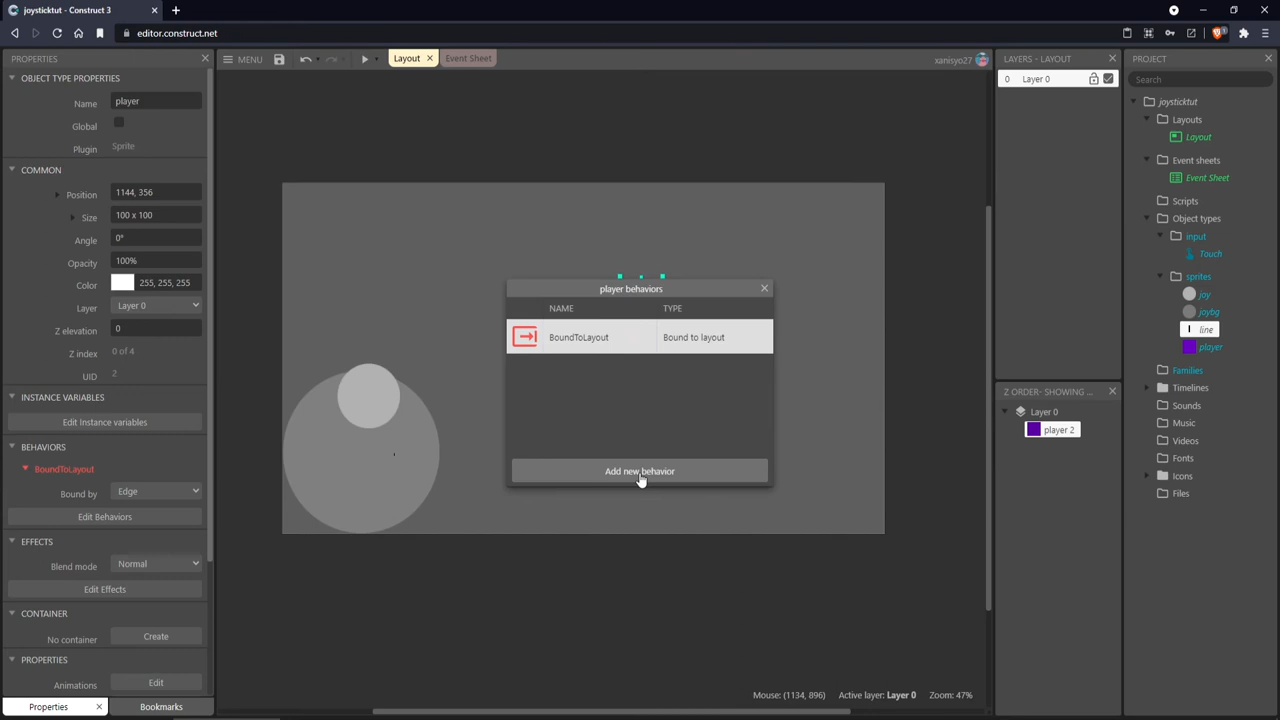 joysticktut - Construct 3
editor.construct.net
PROPERTIES
OBJECT TYPE PROPERTIES
Name player
Global
Plugin Sprite
COMMON
Position 1144, 356
Size 100 x 100
Angle 0°
Opacity 100%
Color 255, 255, 255
Layer Layer 0
Z elevation 0
Z index 0 of 4
UID 2
INSTANCE VARIABLES
Edit Instance variables
BEHAVIORS
BoundToLayout
Bound by Edge
Edit Behaviors
EFFECTS
Blend mode Normal
Edit Effects
CONTAINER
No container Create
PROPERTIES
Animations Edit
Properties
Bookmarks
MENU
Layout
Event Sheet
xanisyo27
player behaviors
NAME TYPE
BoundToLayout Bound to layout
Add new behavior
Mouse: (1134, 896) Active layer: Layer 0 Zoom: 47%
LAYERS - LAYOUT
0 Layer 0
Z ORDER- SHOWING ...
Layer 0
player 2
PROJECT
Search
joysticktut
Layouts
Layout
Event sheets
Event Sheet
Scripts
Object types
input
Touch
sprites
joy
joybg
line
player
Families
Timelines
Sounds
Music
Videos
Fonts
Icons
Files